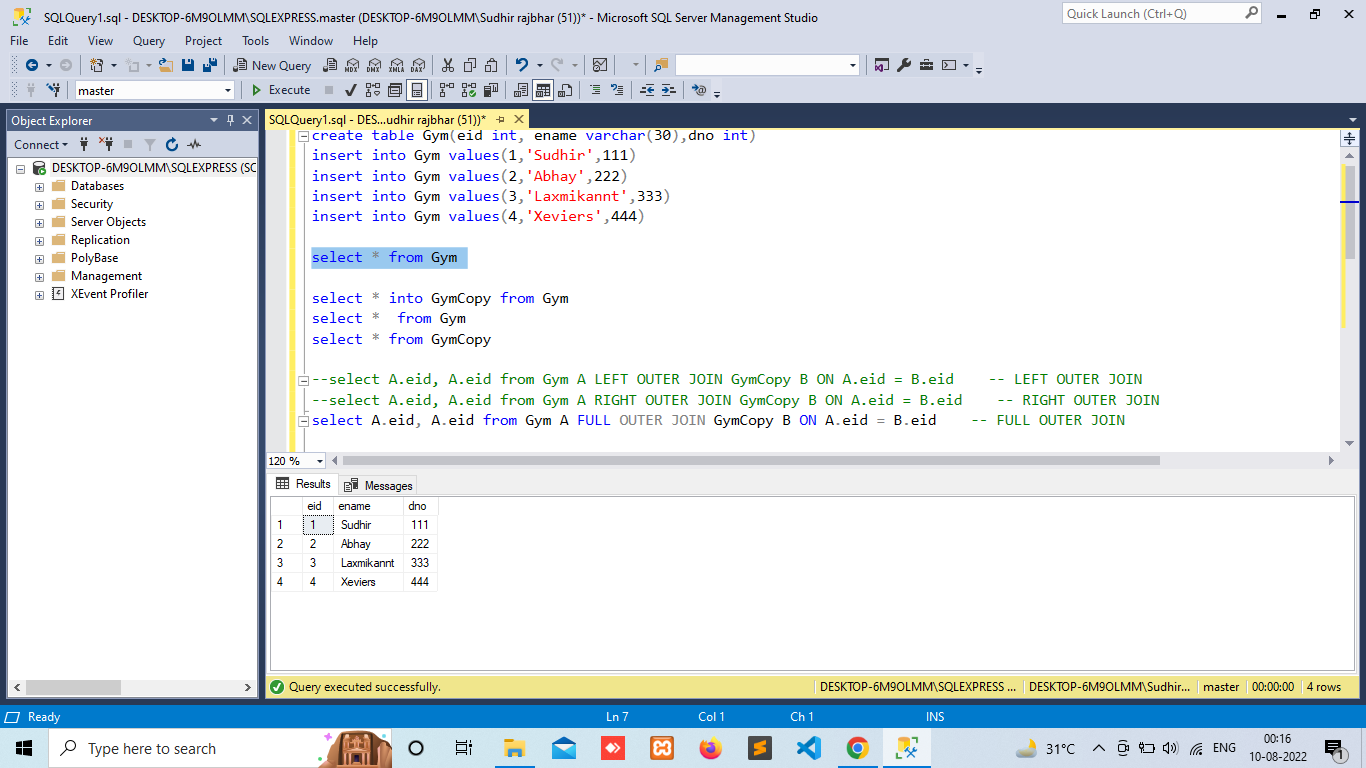 SQLQuery1.sql - DESKTOP-6M9OLMM\SQLEXPRESS.master (DESKTOP-6M9OLMM\Sudhir rajbhar (51))* - Microsoft SQL Server Management Studio
Quick Launch (Ctrl+Q)
File Edit View Query Project Tools Window Help
New Query MDX DMX XMLA DAX
master Execute
Object Explorer
SQLQuery1.sql - DES...udhir rajbhar (51))*
Connect
DESKTOP-6M9OLMM\SQLEXPRESS (SC
Databases
Security
Server Objects
Replication
PolyBase
Management
XEvent Profiler
create table Gym(eid int, ename varchar(30),dno int)
insert into Gym values(1,'Sudhir',111)
insert into Gym values(2,'Abhay',222)
insert into Gym values(3,'Laxmikannt',333)
insert into Gym values(4,'Xeviers',444)
select * from Gym
select * into GymCopy from Gym
select *  from Gym
select * from GymCopy
--select A.eid, A.eid from Gym A LEFT OUTER JOIN GymCopy B ON A.eid = B.eid    -- LEFT OUTER JOIN
--select A.eid, A.eid from Gym A RIGHT OUTER JOIN GymCopy B ON A.eid = B.eid    -- RIGHT OUTER JOIN
select A.eid, A.eid from Gym A FULL OUTER JOIN GymCopy B ON A.eid = B.eid    -- FULL OUTER JOIN
120 %
Results Messages
eid ename dno
1 1 Sudhir 111
2 2 Abhay 222
3 3 Laxmikannt 333
4 4 Xeviers 444
Query executed successfully. DESKTOP-6M9OLMM\SQLEXPRESS ... DESKTOP-6M9OLMM\Sudhir... master 00:00:00 4 rows
Ready Ln 7 Col 1 Ch 1 INS
Type here to search
31°C ENG
00:16
10-08-2022
1